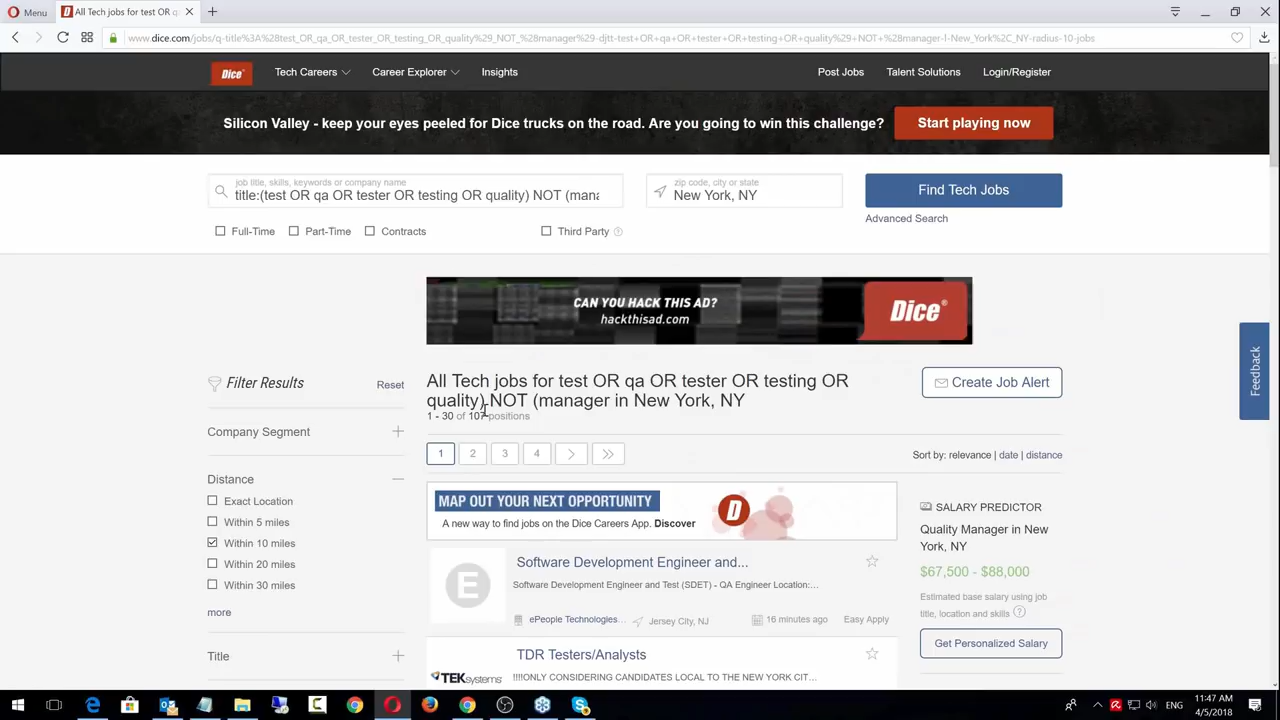 Menu
All Tech jobs for test OR q
www.dice.com/jobs/q-title%3A%28test_OR_qa_OR_tester_OR_testing_OR_quality%29_NOT_%28manager%29-djtt-test+OR+qa+OR+tester+OR+testing+OR+quality%29+NOT+%28manager-l-New_York%2C_NY-radius-10-jobs
Dice
Tech Careers
Career Explorer
Insights
Post Jobs
Talent Solutions
Login/Register
Silicon Valley - keep your eyes peeled for Dice trucks on the road. Are you going to win this challenge?
Start playing now
job title, skills, keywords or company name
title:(test OR qa OR tester OR testing OR quality) NOT (mana
zip code, city or state
New York, NY
Find Tech Jobs
Advanced Search
Full-Time
Part-Time
Contracts
Third Party
CAN YOU HACK THIS AD?
hackthisad.com
Dice
Feedback
Filter Results
Reset
All Tech jobs for test OR qa OR tester OR testing OR
quality) NOT (manager in New York, NY
1 - 30 of 107 positions
Create Job Alert
Company Segment
1 2 3 4
Sort by: relevance | date | distance
Distance
Exact Location
Within 5 miles
Within 10 miles
Within 20 miles
Within 30 miles
more
Title
MAP OUT YOUR NEXT OPPORTUNITY
A new way to find jobs on the Dice Careers App. Discover
D
SALARY PREDICTOR
Quality Manager in New
York, NY
$67,500 - $88,000
Estimated base salary using job
title, location and skills
Get Personalized Salary
E
Software Development Engineer and...
Software Development Engineer and Test (SDET) - QA Engineer Location:...
ePeople Technologies...
Jersey City, NJ
16 minutes ago
Easy Apply
TDR Testers/Analysts
TEKsystems
!!!!ONLY CONSIDERING CANDIDATES LOCAL TO THE NEW YORK CIT...
ENG
11:47 AM
4/5/2018